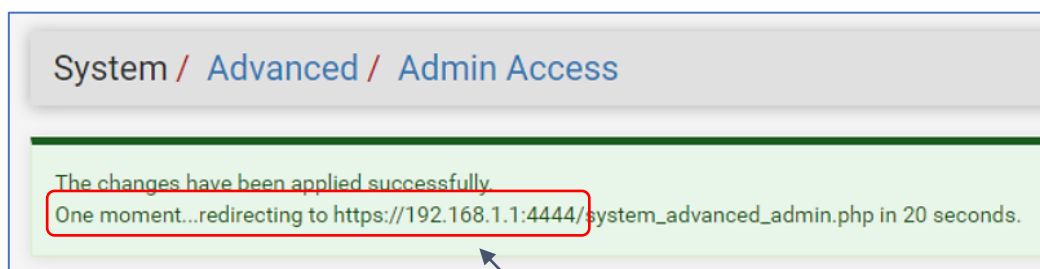 System / Advanced / Admin Access
The changes have been applied successfully.
One moment...redirecting to https://192.168.1.1:4444/system_advanced_admin.php in 20 seconds.